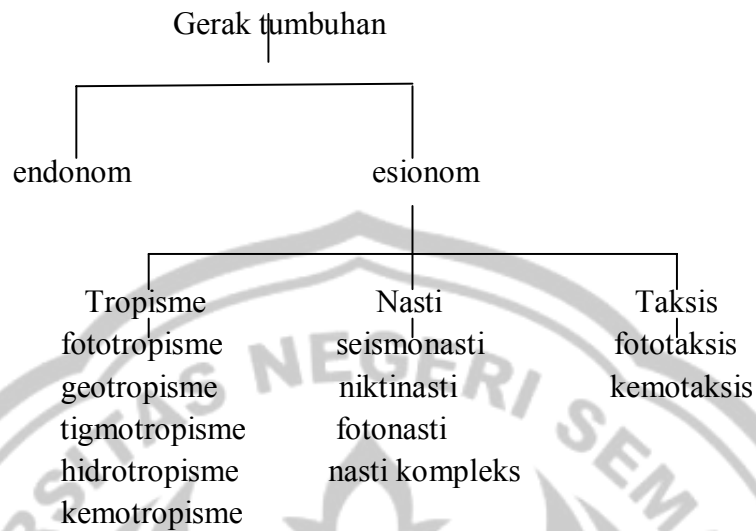 Gerak tumbuhan
endonom esionom
Tropisme Nasti Taksis
fototropisme seismonasti fototaksis
geotropisme niktinasti kemotaksis
tigmotropisme fotonasti
hidrotropisme nasti kompleks
kemotropisme
NEGERI